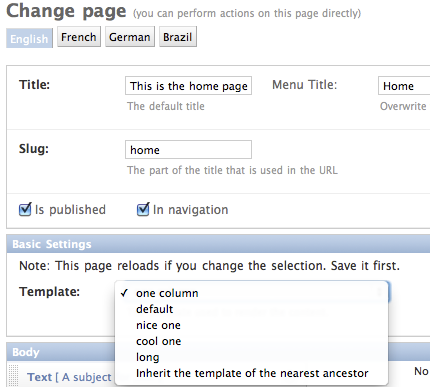 Change page (you can perform actions on this page directly)
English French German Brazil
Title: This is the home page Menu Title: Home
The default title Overwrite
Slug: home
The part of the title that is used in the URL
Is published In navigation
Basic Settings
Note: This page reloads if you change the selection. Save it first.
Template: one column
default
nice one
cool one
long
Inherit the template of the nearest ancestor
Body
Text [ A subject No